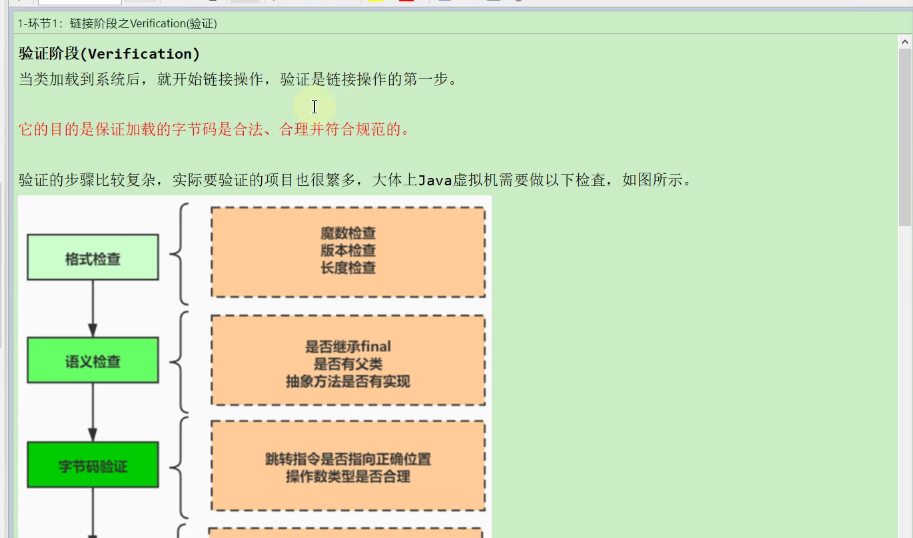 1-环节1：链接阶段之Verification(验证)
验证阶段(Verification)
当类加载到系统后，就开始链接操作，验证是链接操作的第一步。
它的目的是保证加载的字节码是合法、合理并符合规范的。
验证的步骤比较复杂，实际要验证的项目也很繁多，大体上Java虚拟机需要做以下检查，如图所示。
格式检查
魔数检查
版本检查
长度检查
语义检查
是否继承final
是否有父类
抽象方法是否有实现
字节码验证
跳转指令是否指向正确位置
操作数类型是否合理